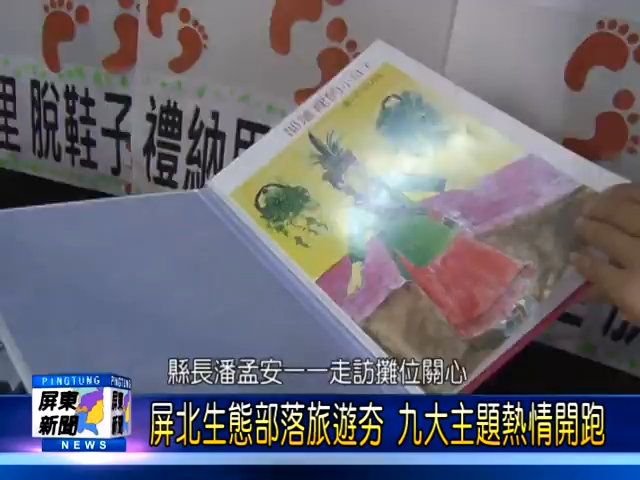 里 脫鞋子 禮納里
縣長潘孟安一一走訪攤位關心
PINGTUNG PINGTUNG
屏東
新聞
NEWS
屏北生態部落旅遊夯 九大主題熱情開跑